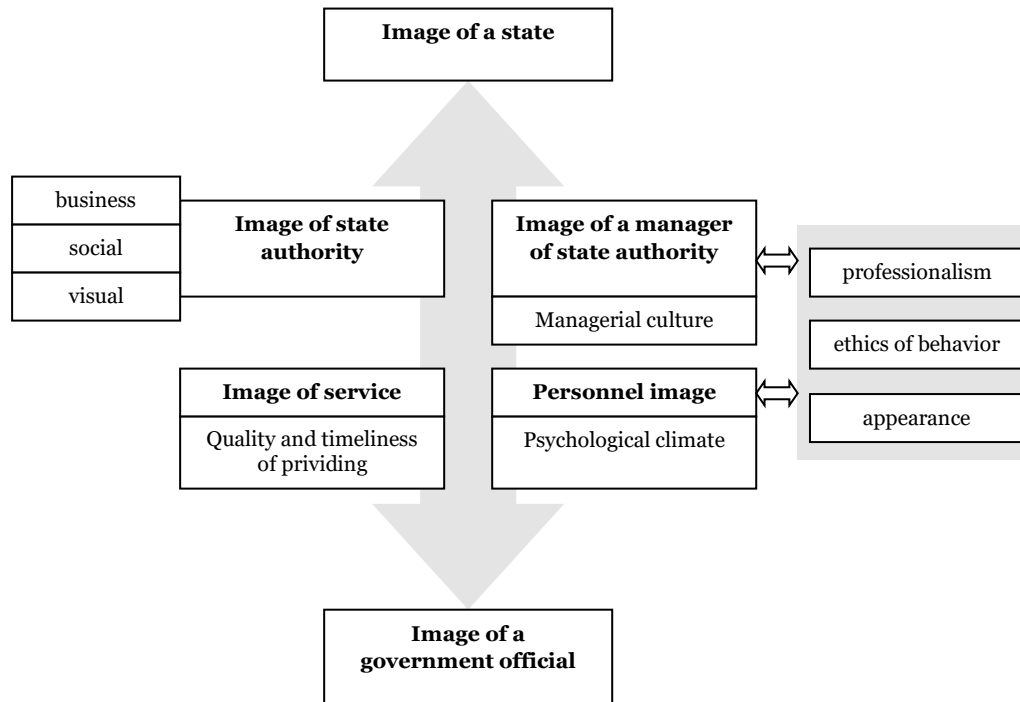 Image of a state
business
social
visual
Image of state
authority
Image of a manager
of state authority
Managerial culture
professionalism
ethics of behavior
appearance
Image of service
Quality and timeliness
of prividing
Personnel image
Psychological climate
Image of a
government official